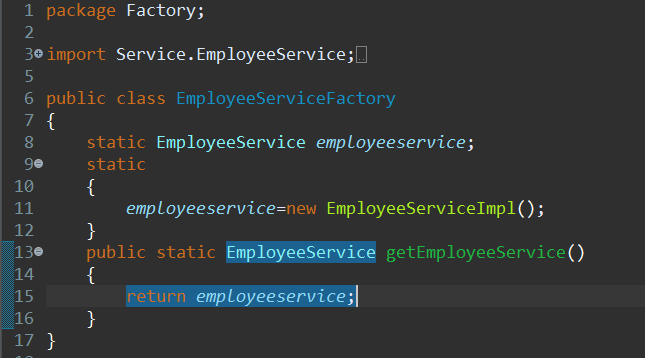 1 package Factory;
2
3 import Service.EmployeeService;
5
6 public class EmployeeServiceFactory
7 {
8     static EmployeeService employeeservice;
9     static
10     {
11         employeeservice=new EmployeeServiceImpl();
12     }
13     public static EmployeeService getEmployeeService()
14     {
15         return employeeservice;
16     }
17 }